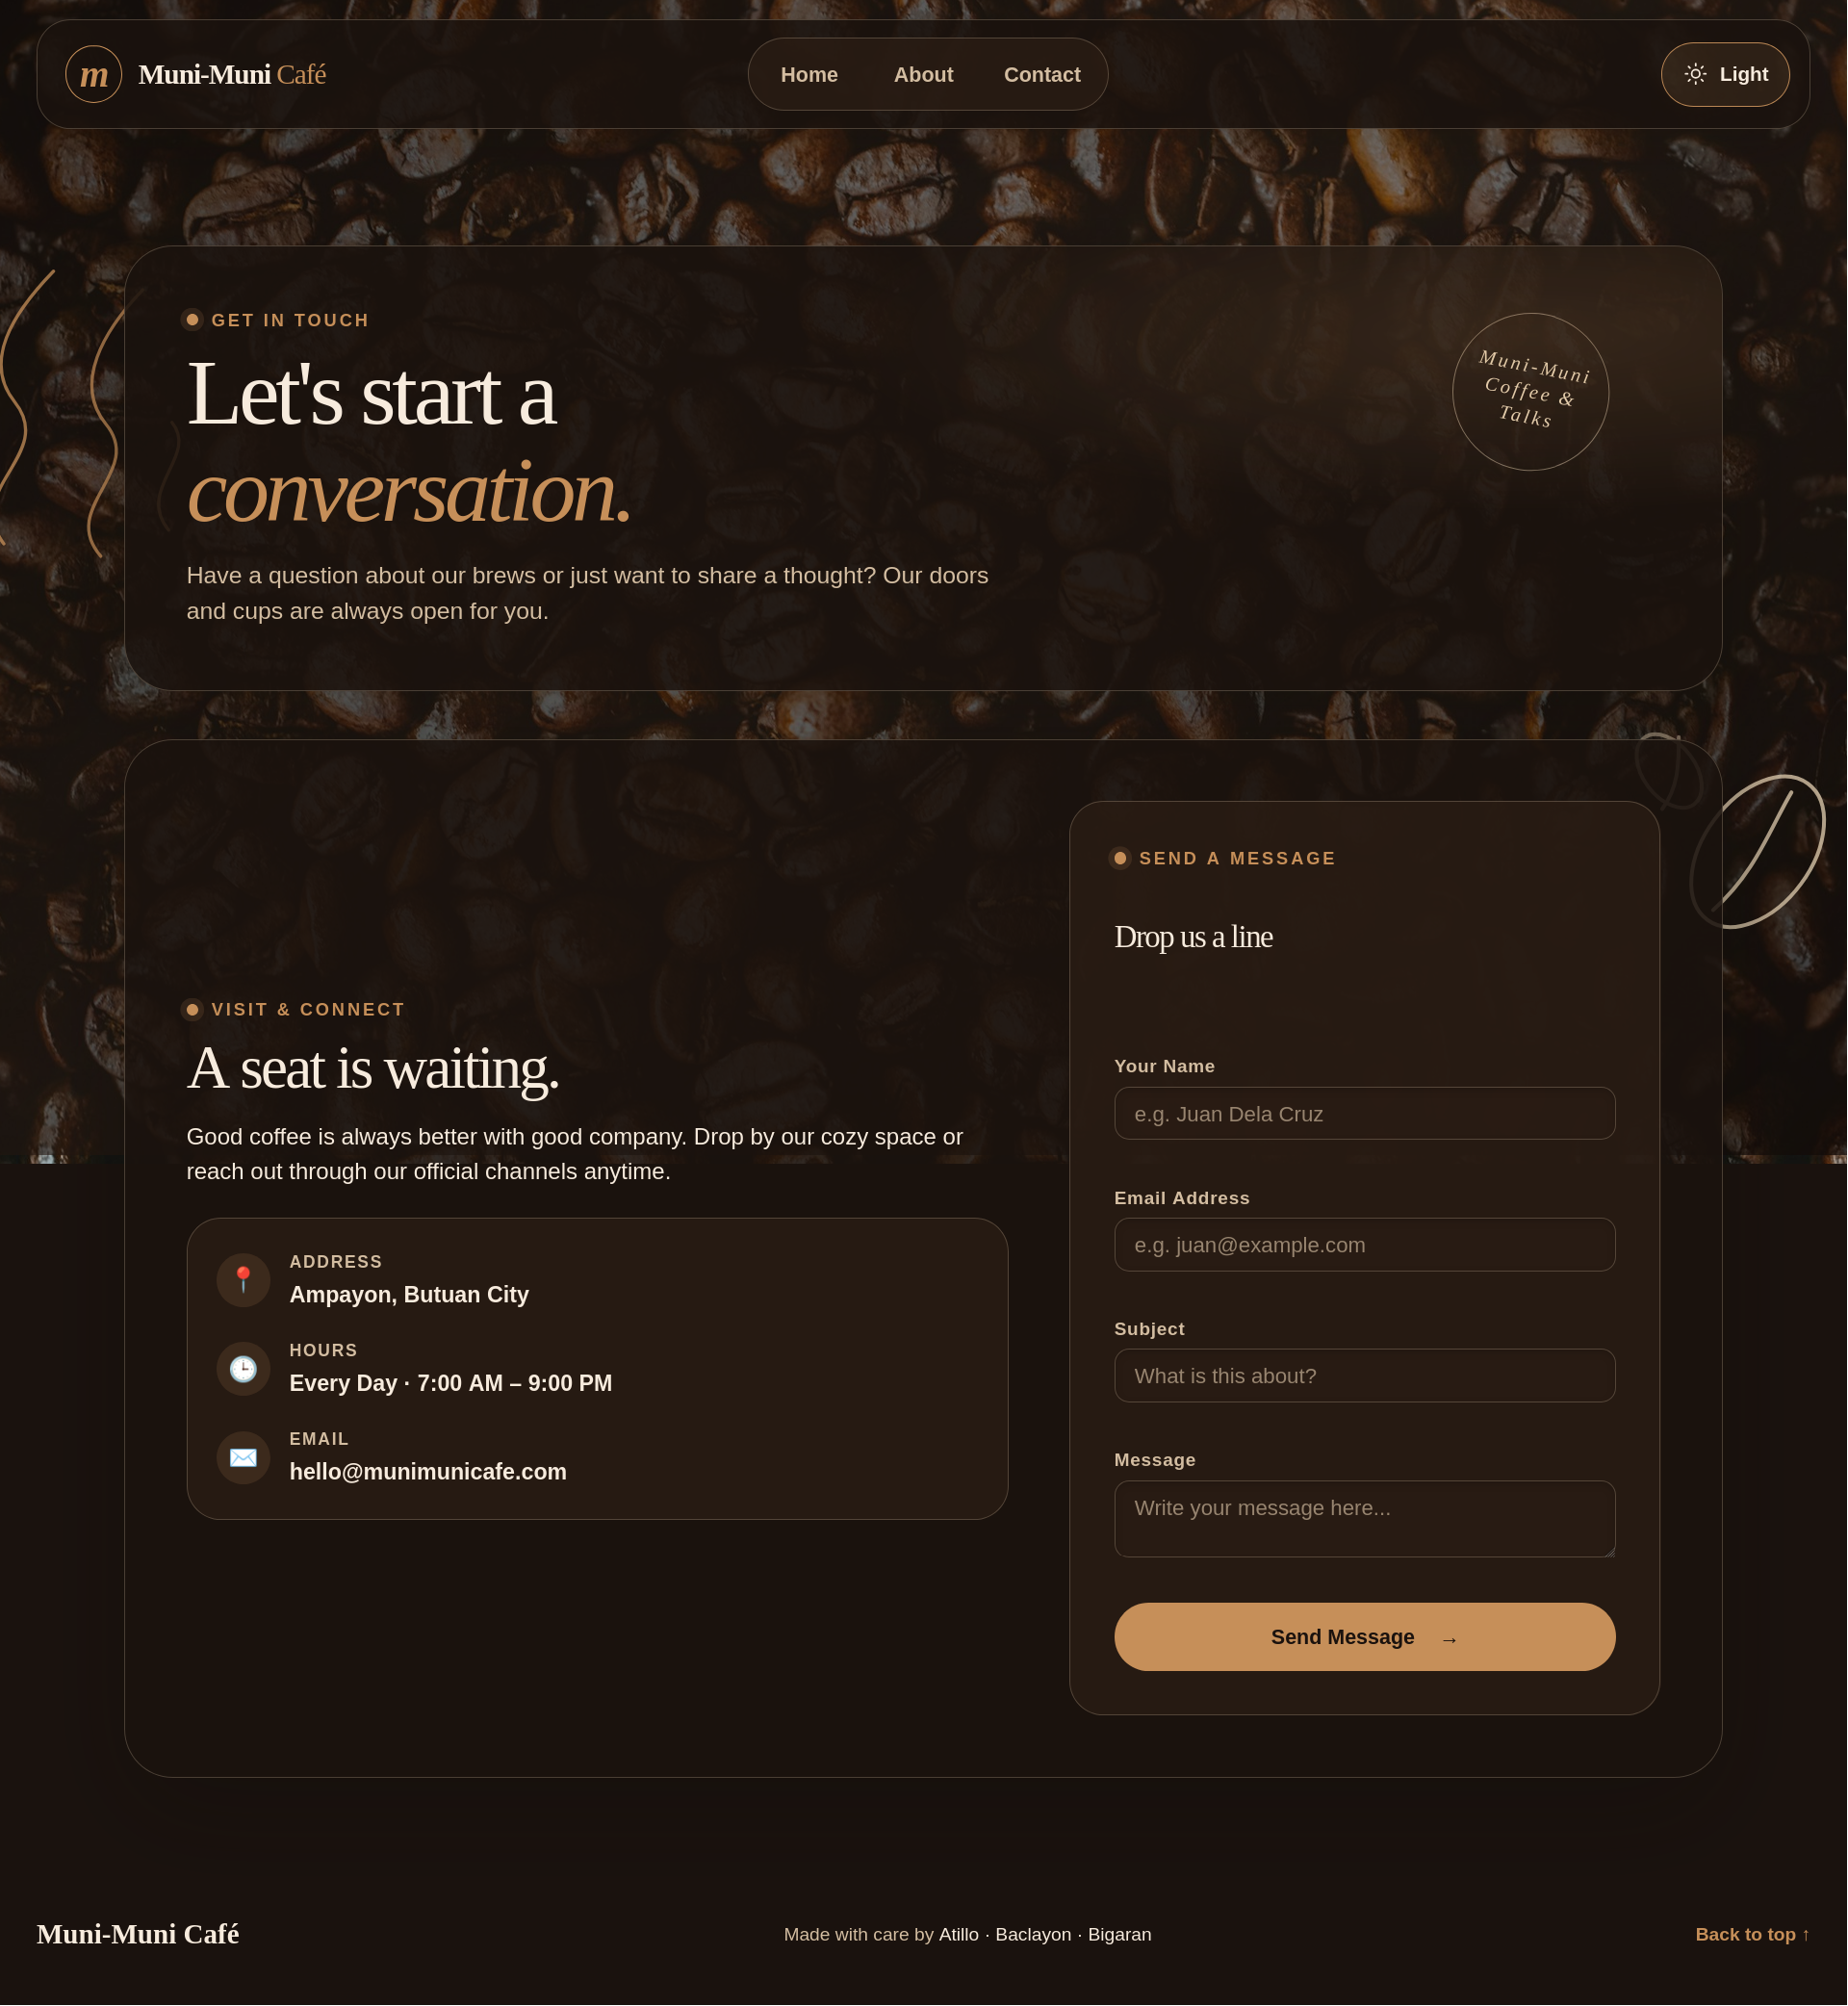 m Muni-Muni Café
Home About Contact
Light
GET IN TOUCH
Let's start a
conversation.
Have a question about our brews or just want to share a thought? Our doors
and cups are always open for you.
Muni-Muni
Coffee &
Talks
VISIT & CONNECT
A seat is waiting.
Good coffee is always better with good company. Drop by our cozy space or
reach out through our official channels anytime.
ADDRESS
Ampayon, Butuan City
HOURS
Every Day · 7:00 AM – 9:00 PM
EMAIL
hello@munimunicafe.com
SEND A MESSAGE
Drop us a line
Your Name
e.g. Juan Dela Cruz
Email Address
e.g. juan@example.com
Subject
What is this about?
Message
Write your message here...
Send Message →
Muni-Muni Café
Made with care by Atillo · Baclayon · Bigaran
Back to top ↑